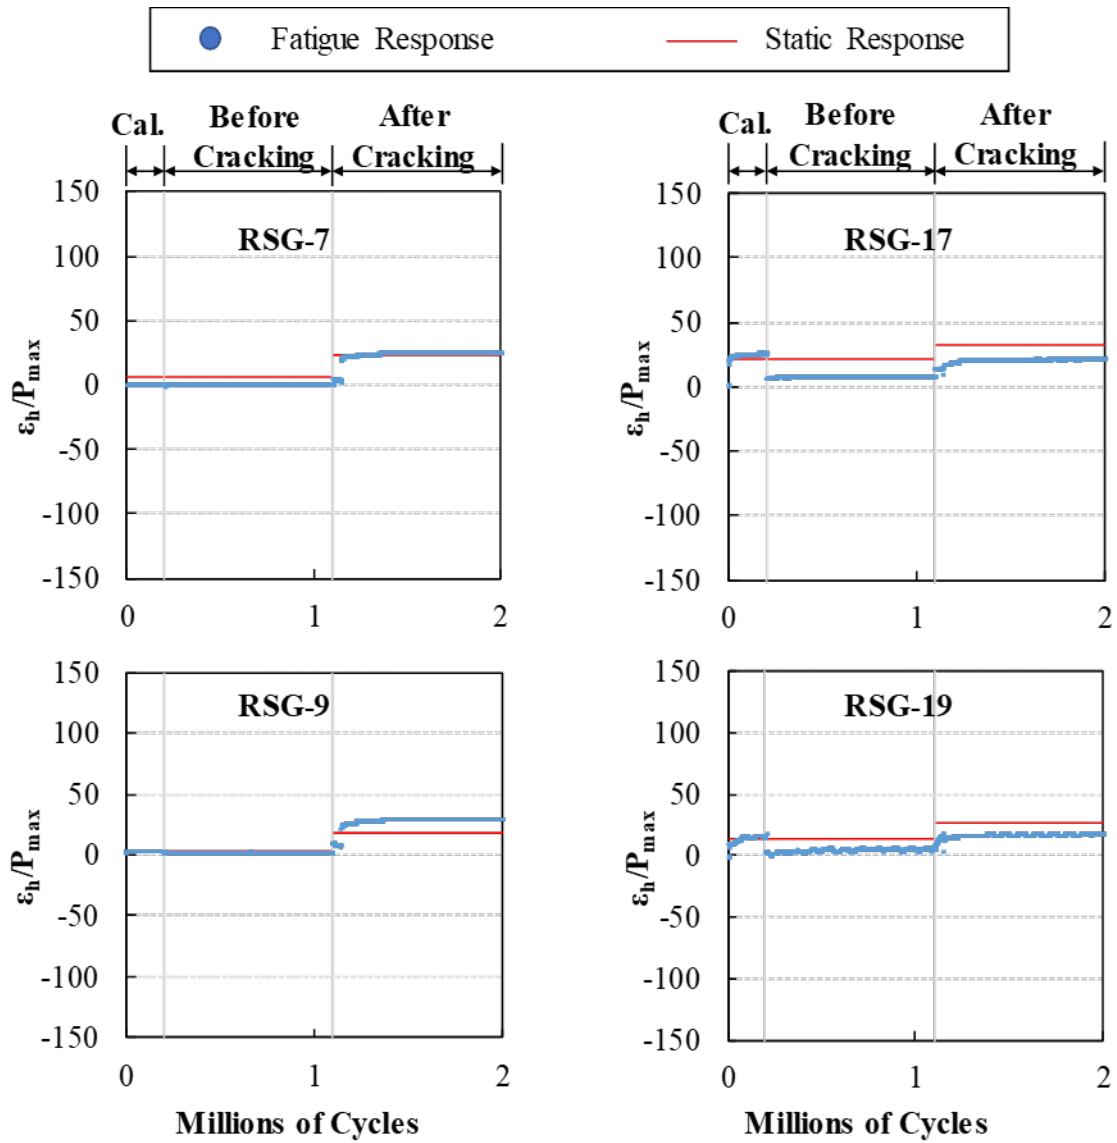 Fatigue Response Static Response
Cal. Before Cracking After Cracking
150
100
50
0
-50
-100
-150
εh/Pmax
RSG-7
0 1 2
Cal. Before Cracking After Cracking
150
100
50
0
-50
-100
-150
εh/Pmax
RSG-17
0 1 2
150
100
50
0
-50
-100
-150
εh/Pmax
RSG-9
0 1 2
Millions of Cycles
150
100
50
0
-50
-100
-150
εh/Pmax
RSG-19
0 1 2
Millions of Cycles